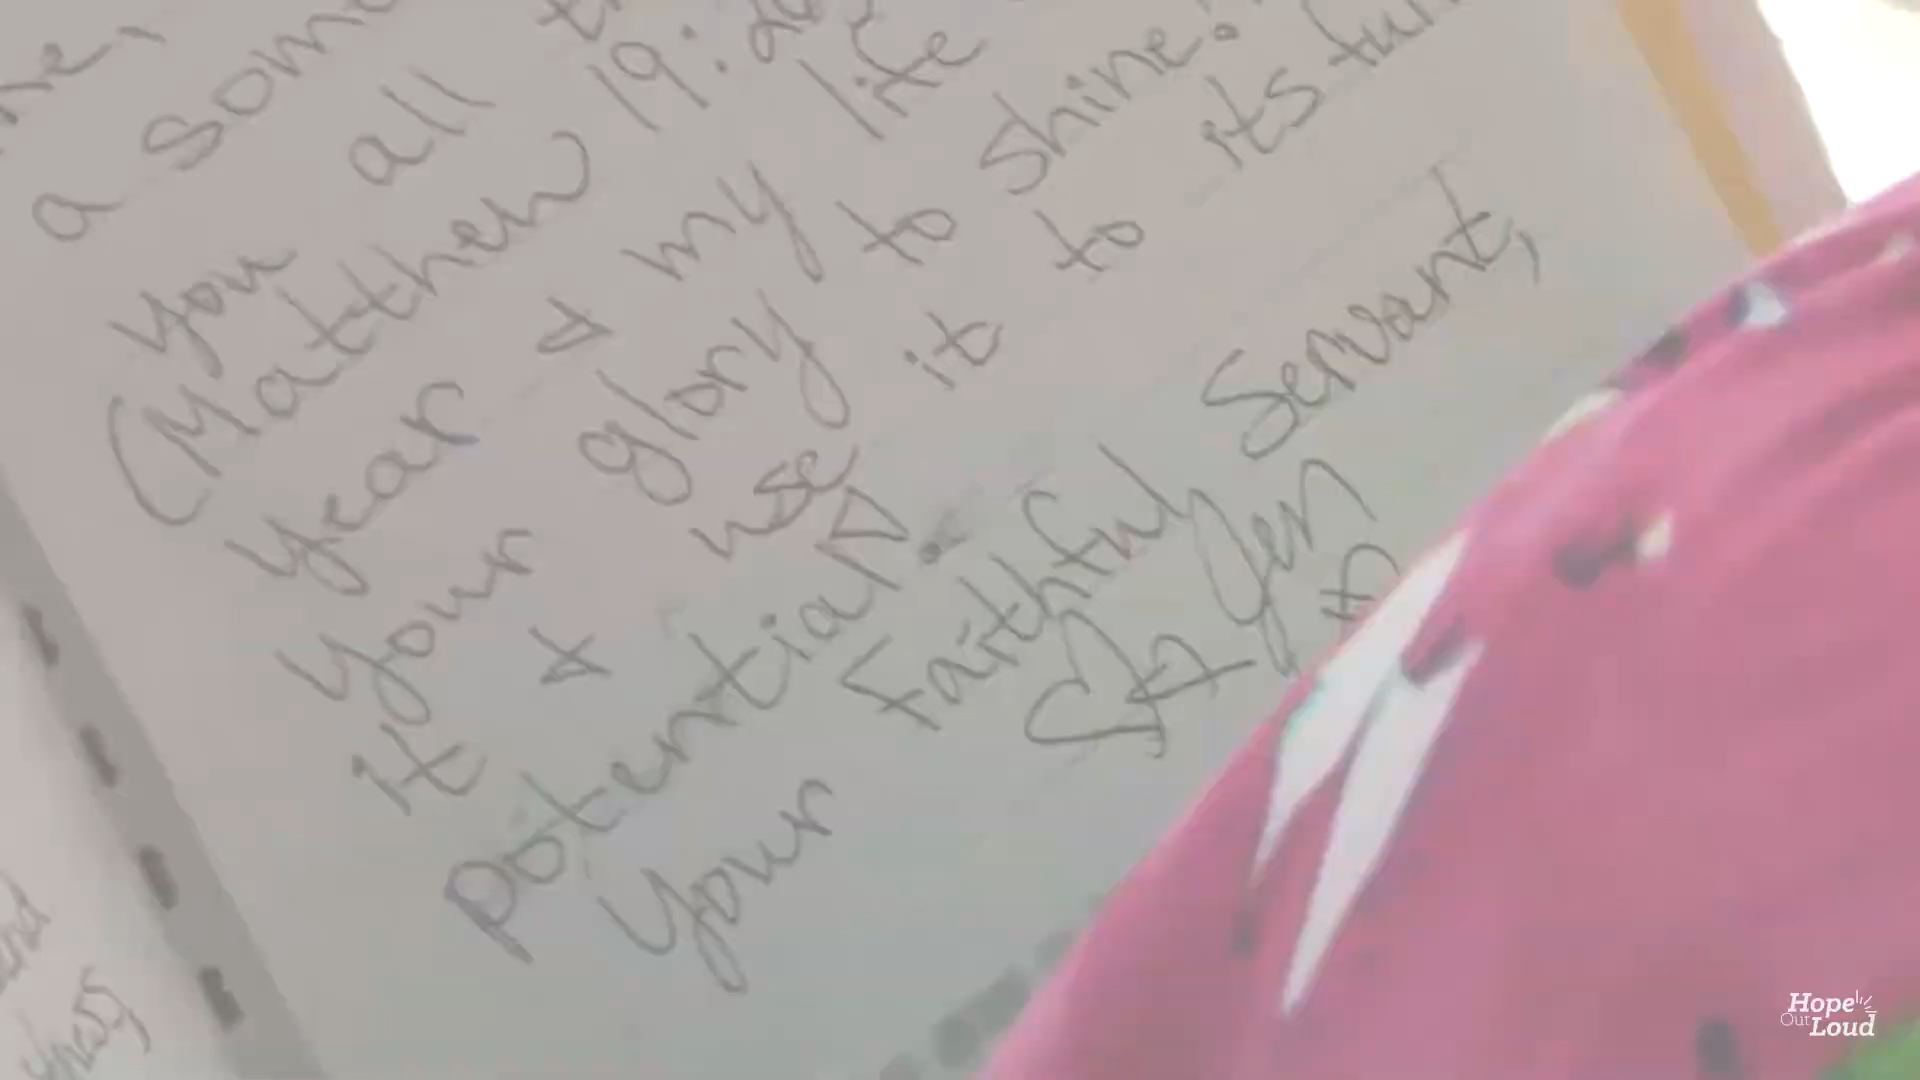 a
you all
(Matthew 19:
year & my life
your glory to shine!
it & use it to its
potential!
Your Faithful Servant,
Jen
Hope
Out Loud